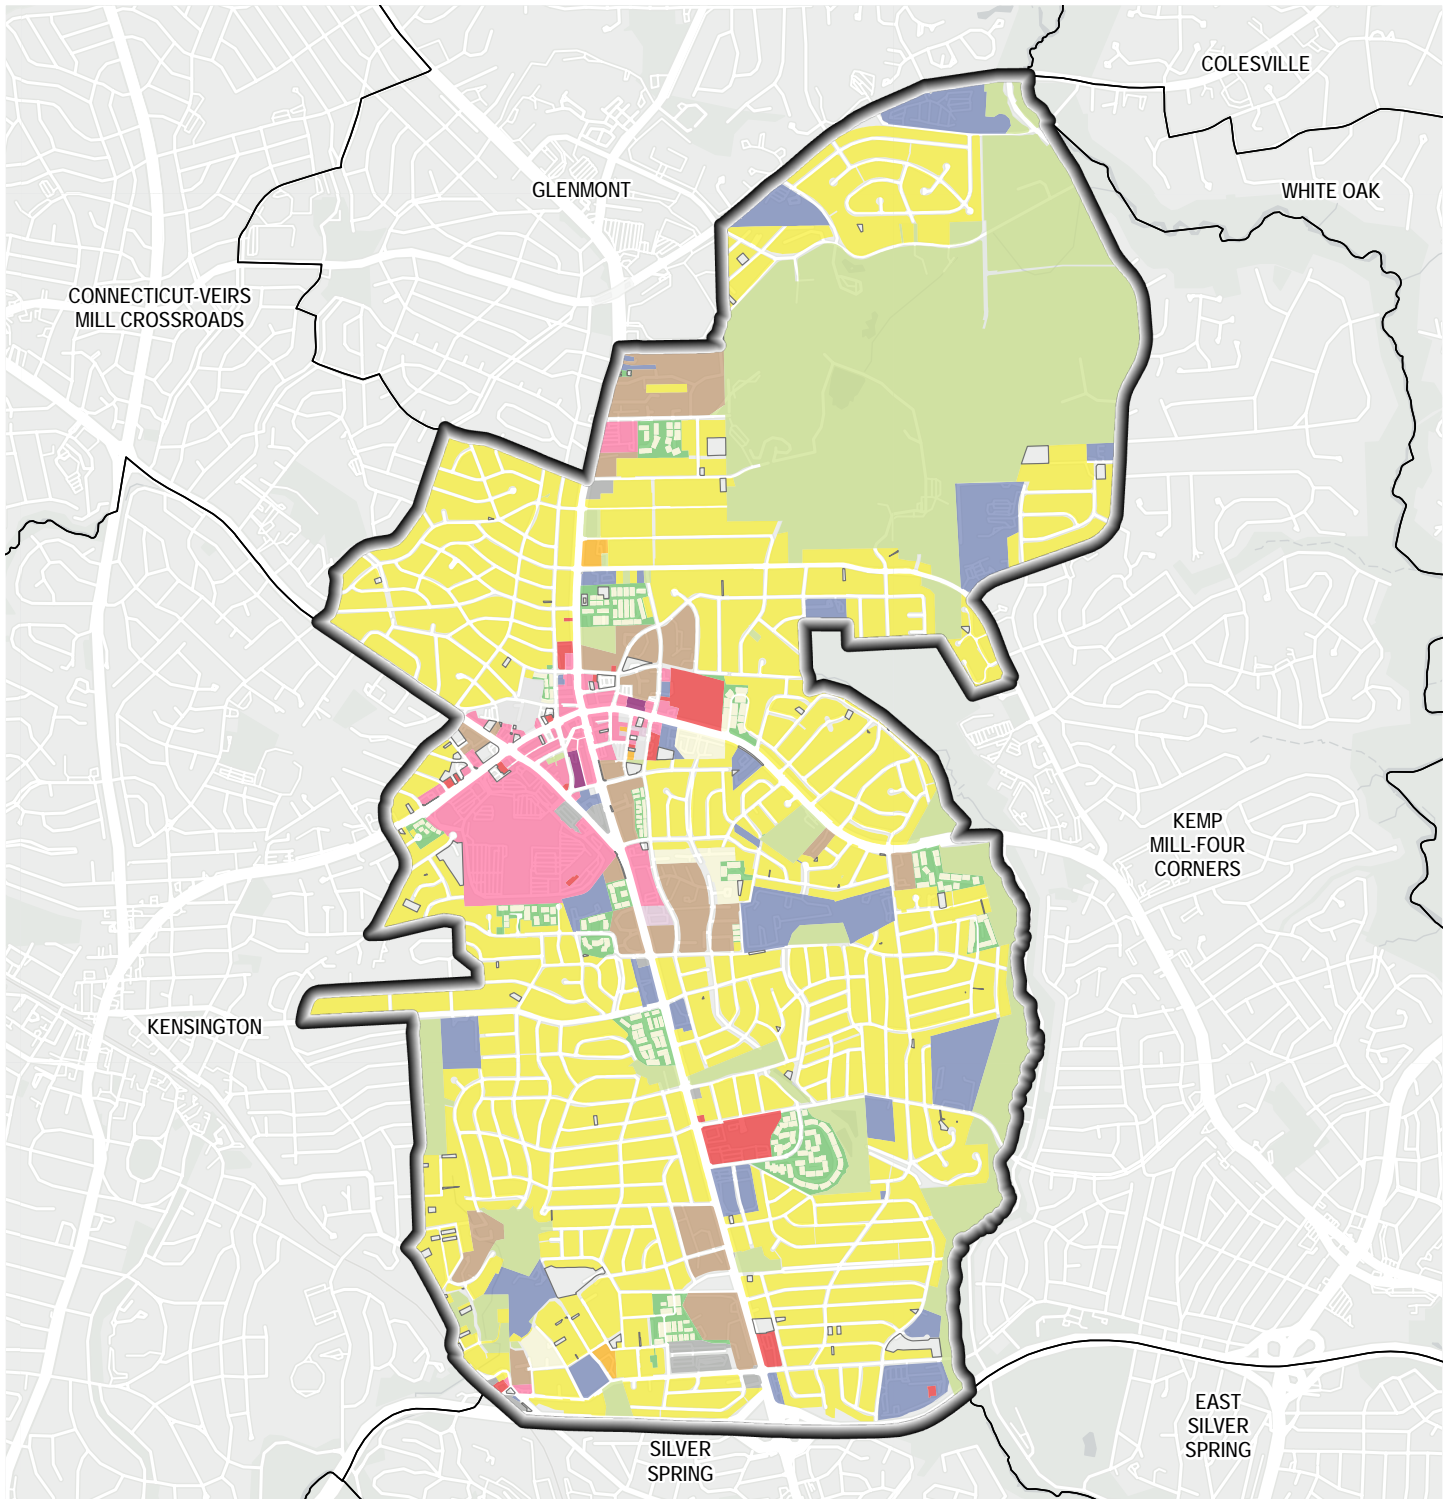 COLESVILLE
GLENMONT
WHITE OAK
CONNECTICUT-VEIRS
MILL CROSSROADS
KEMP
MILL-FOUR
CORNERS
KENSINGTON
EAST
SILVER
SPRING
SILVER
SPRING